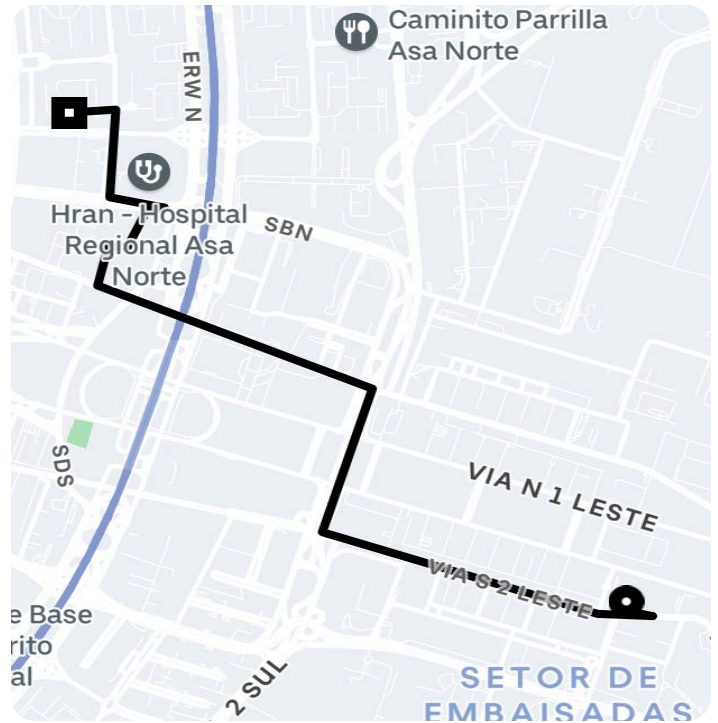 Caminito Parrilla
Asa Norte
ERW N
Hran - Hospital
Regional Asa
Norte
SBN
SDS
VIA N 1 LESTE
VIA S 2 LESTE
e Base
rito
al
2 SUL
SETOR DE
EMBAISADAS